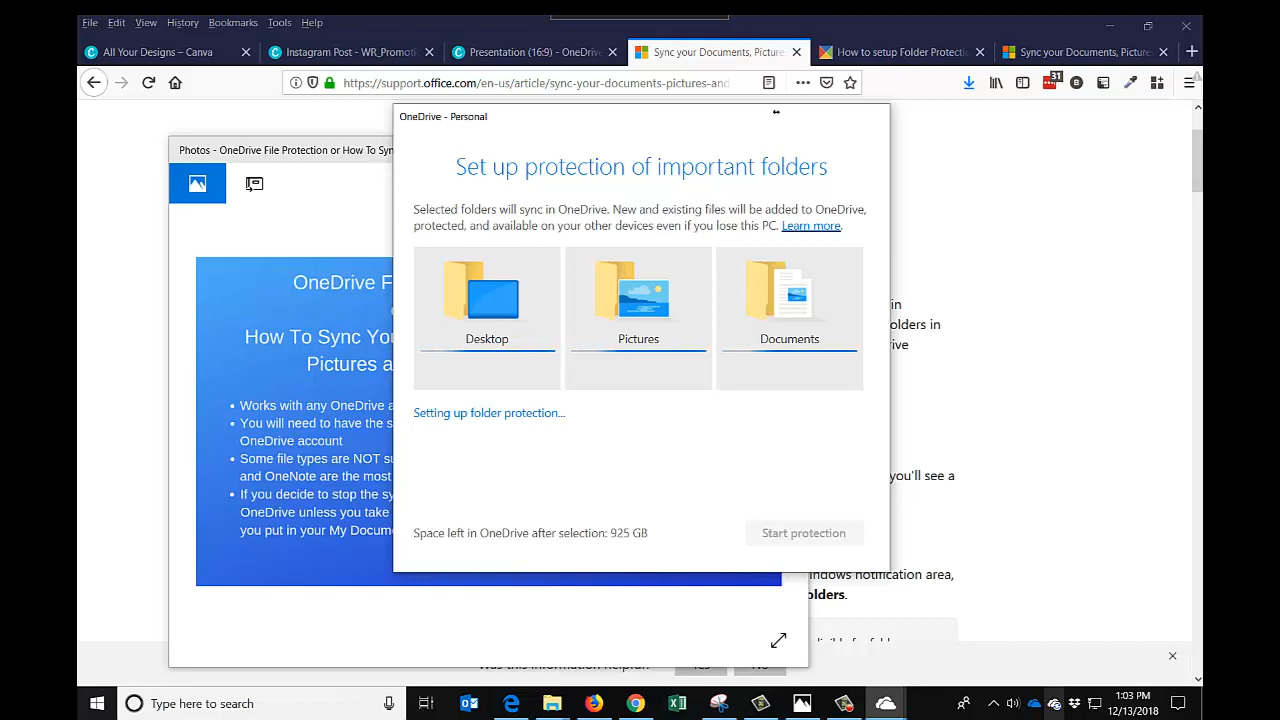 File Edit View History Bookmarks Tools Help
All Your Designs – Canva
Instagram Post - WR_Promoti
Presentation (16:9) - OneDriv
Sync your Documents, Pictures
How to setup Folder Protecti
Sync your Documents, Pictures
https://support.office.com/en-us/article/sync-your-documents-pictures-and
31
OneDrive - Personal
Photos - OneDrive File Protection or How To Syn
Set up protection of important folders
Selected folders will sync in OneDrive. New and existing files will be added to OneDrive,
protected, and available on your other devices even if you lose this PC. Learn more.
Desktop
Pictures
Documents
Setting up folder protection...
Space left in OneDrive after selection: 925 GB
Start protection
OneDrive F
How To Sync You
Pictures a
• Works with any OneDrive a
• You will need to have the s
OneDrive account
• Some file types are NOT su
and OneNote are the most
• If you decide to stop the sy
OneDrive unless you take
you put in your My Docume
in
olders in
rive
you'll see a
indows notification area,
olders.
Was this information helpful?
Yes
No
Type here to search
1:03 PM
12/13/2018